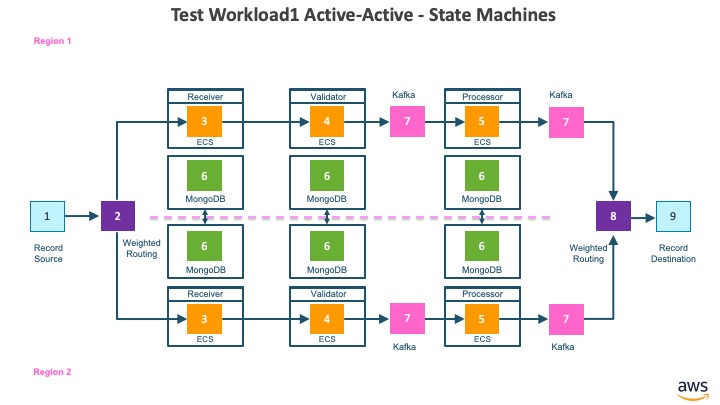 Test Workload1 Active-Active - State Machines
Region 1
Receiver
3
ECS
Validator
4
ECS
Kafka
7
Processor
5
ECS
Kafka
7
6
MongoDB
6
MongoDB
6
MongoDB
1
Record
Source
2
Weighted
Routing
8
Weighted
Routing
9
Record
Destination
6
MongoDB
6
MongoDB
6
MongoDB
Receiver
3
ECS
Validator
4
ECS
7
Kafka
Processor
5
ECS
7
Kafka
Region 2
aws